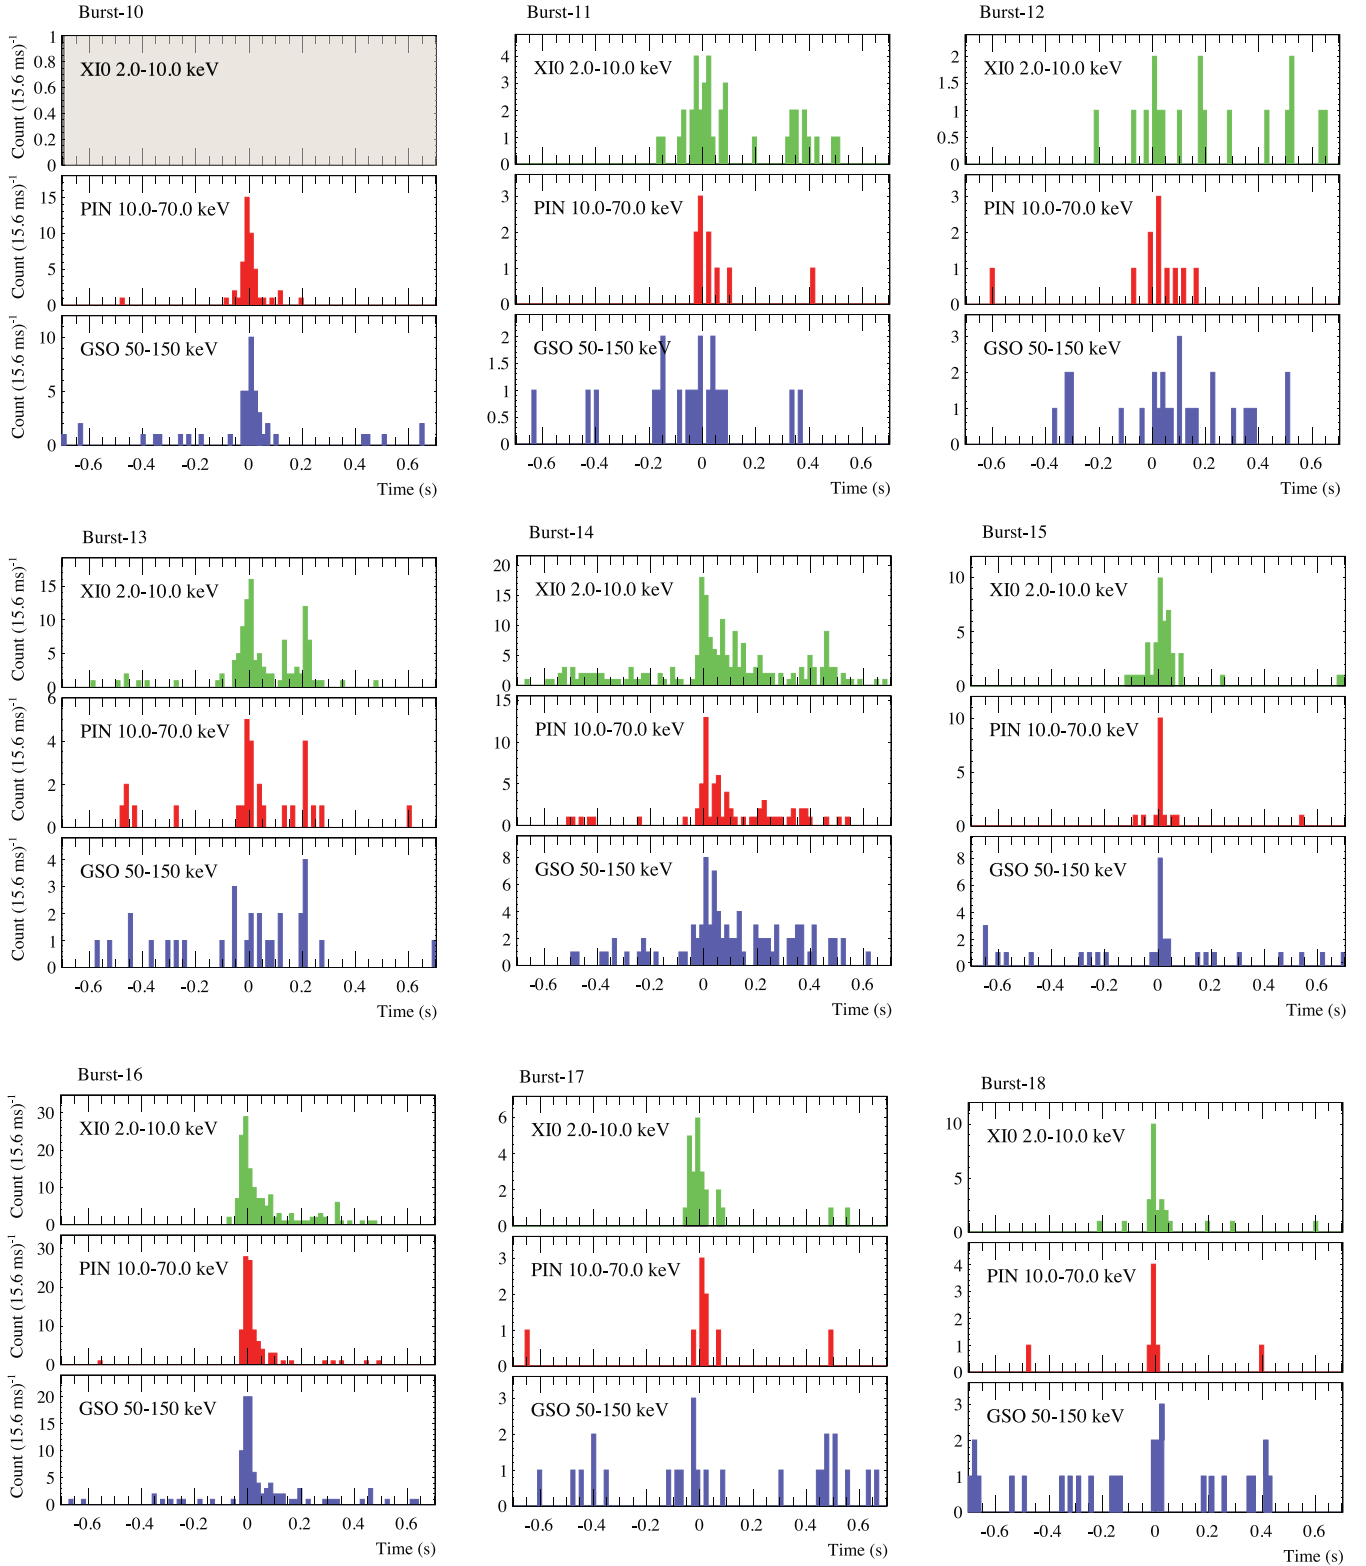 Burst-10
Count (15.6 ms)-1
1
0.8
0.6
0.4
0.2
0
XI0 2.0-10.0 keV
Count (15.6 ms)-1
15
10
5
0
PIN 10.0-70.0 keV
Count (15.6 ms)-1
10
5
0
GSO 50-150 keV
-0.6 -0.4 -0.2 0 0.2 0.4 0.6
Time (s)
Burst-11
4
3
2
1
0
XI0 2.0-10.0 keV
3
2
1
0
PIN 10.0-70.0 keV
2
1.5
1
0.5
0
GSO 50-150 keV
-0.6 -0.4 -0.2 0 0.2 0.4 0.6
Time (s)
Burst-12
2
1.5
1
0.5
0
XI0 2.0-10.0 keV
3
2
1
0
PIN 10.0-70.0 keV
3
2
1
0
GSO 50-150 keV
-0.6 -0.4 -0.2 0 0.2 0.4 0.6
Time (s)
Burst-13
Count (15.6 ms)-1
15
10
5
0
XI0 2.0-10.0 keV
Count (15.6 ms)-1
6
4
2
0
PIN 10.0-70.0 keV
Count (15.6 ms)-1
4
3
2
1
0
GSO 50-150 keV
-0.6 -0.4 -0.2 0 0.2 0.4 0.6
Time (s)
Burst-14
20
15
10
5
0
XI0 2.0-10.0 keV
15
10
5
0
PIN 10.0-70.0 keV
8
6
4
2
0
GSO 50-150 keV
-0.6 -0.4 -0.2 0 0.2 0.4 0.6
Time (s)
Burst-15
10
5
0
XI0 2.0-10.0 keV
10
5
0
PIN 10.0-70.0 keV
8
6
4
2
0
GSO 50-150 keV
-0.6 -0.4 -0.2 0 0.2 0.4 0.6
Time (s)
Burst-16
Count (15.6 ms)-1
30
20
10
0
XI0 2.0-10.0 keV
Count (15.6 ms)-1
30
20
10
0
PIN 10.0-70.0 keV
Count (15.6 ms)-1
20
15
10
5
0
GSO 50-150 keV
-0.6 -0.4 -0.2 0 0.2 0.4 0.6
Time (s)
Burst-17
6
4
2
0
XI0 2.0-10.0 keV
3
2
1
0
PIN 10.0-70.0 keV
3
2
1
0
GSO 50-150 keV
-0.6 -0.4 -0.2 0 0.2 0.4 0.6
Time (s)
Burst-18
10
5
0
XI0 2.0-10.0 keV
4
3
2
1
0
PIN 10.0-70.0 keV
3
2
1
0
GSO 50-150 keV
-0.6 -0.4 -0.2 0 0.2 0.4 0.6
Time (s)